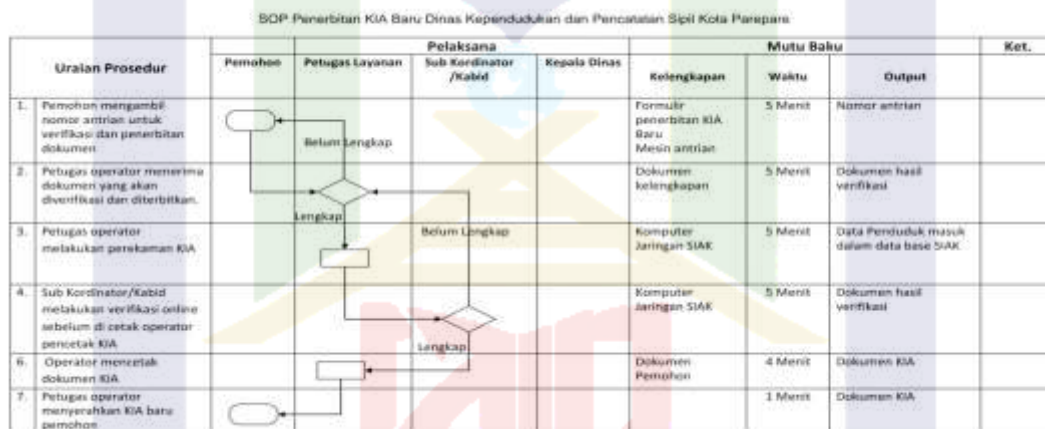 SOP Penerbitan KIA Baru Dinas Kependudukan dan Pencatatan Sipil Kota Parepare
Uraian Prosedur
Pelaksana
Mutu Baku
Ket.
Pemohon
Petugas Layanan
Sub Kordinator
/Kabid
Kepala Dinas
Kelengkapan
Waktu
Output
1. Pemohon mengambil
nomor antrian untuk
verifikasi dan penerbitan
dokumen
Belum Lengkap
Formulir
penerbitan KIA
Baru
Mesin antrian
5 Menit
Nomor antrian
2. Petugas operator menerima
dokumen yang akan
diverifikasi dan diterbitkan.
Lengkap
Dokumen
kelengkapan
5 Menit
Dokumen hasil
verifikasi
3. Petugas operator
melakukan perekaman KIA
Belum Lengkap
Komputer
Jaringan SIAK
5 Menit
Data Penduduk masuk
dalam data base SIAK
4. Sub Kordinator/Kabid
melakukan verifikasi online
sebelum di cetak operator
pencetak KIA
Lengkap
Komputer
Jaringan SIAK
5 Menit
Dokumen hasil
verifikasi
6. Operator mencetak
dokumen KIA
Dokumen
Pemohon
4 Menit
Dokumen KIA
7. Petugas operator
menyerahkan KIA baru
pemohon
1 Menit
Dokumen KIA